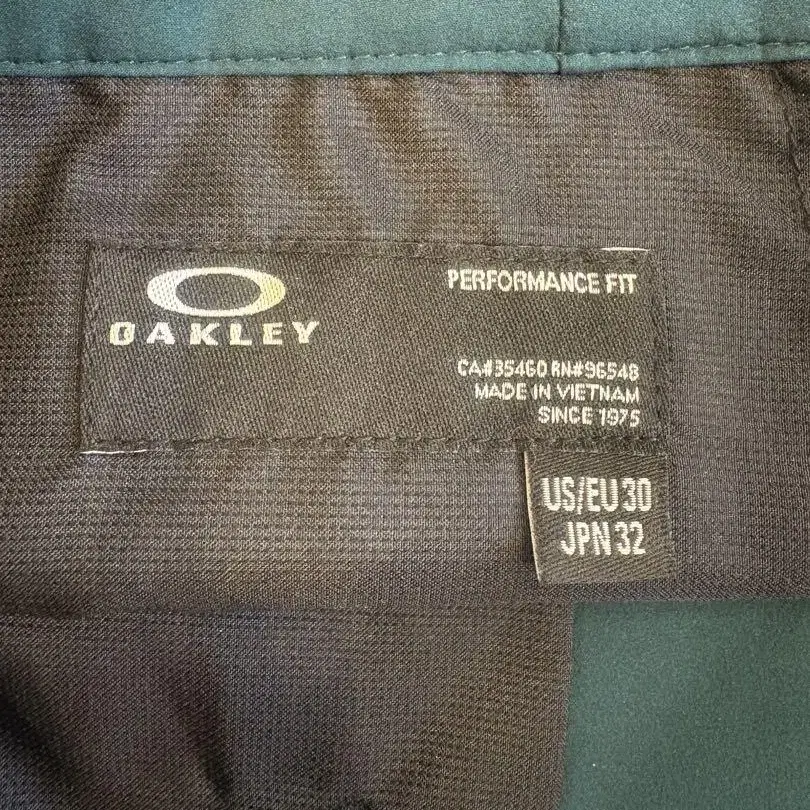 OAKLEY
PERFORMANCE FIT
CA#35460 RN#96548
MADE IN VIETNAM
SINCE 1975
US/EU 30
JPN 32